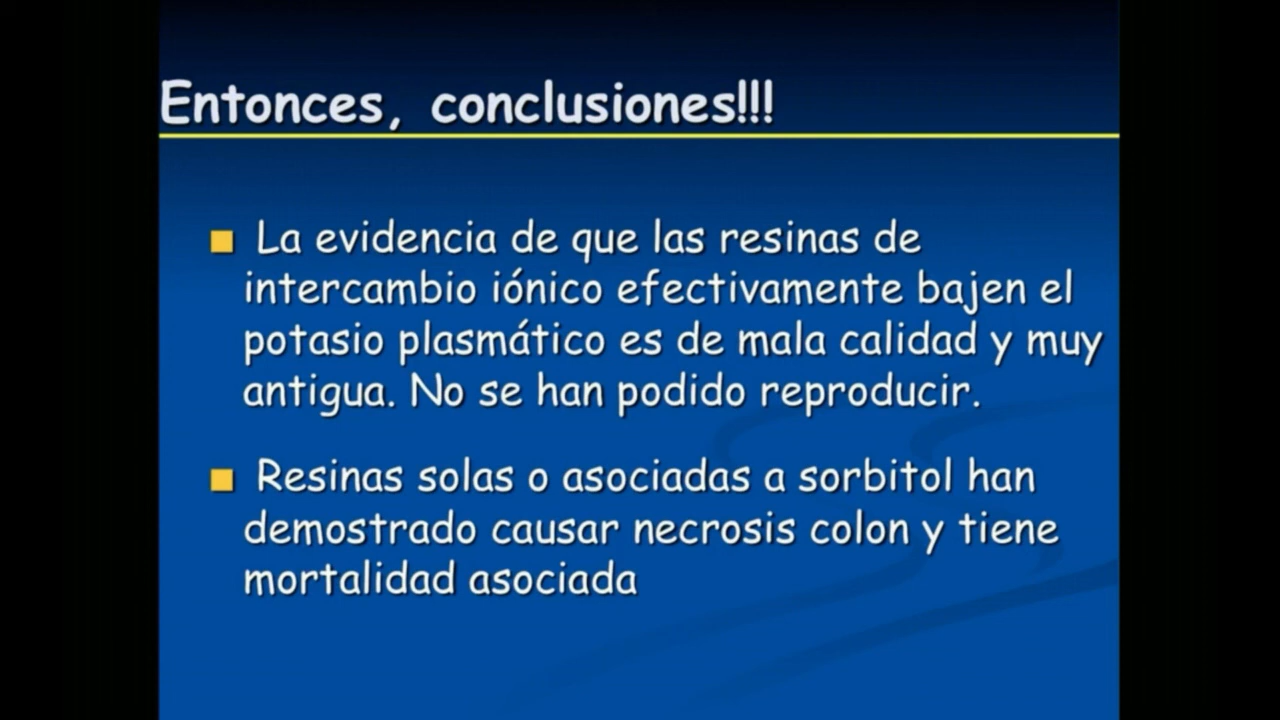 Entonces, conclusiones!!!
La evidencia de que las resinas de
intercambio iónico efectivamente bajen el
potasio plasmático es de mala calidad y muy
antigua. No se han podido reproducir.
Resinas solas o asociadas a sorbitol han
demostrado causar necrosis colon y tiene
mortalidad asociada